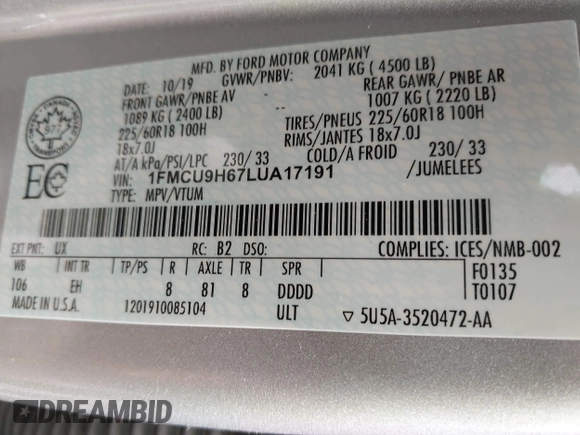 MFD. BY FORD MOTOR COMPANY
DATE: 10/19 GVWR/PNBV: 2041 KG ( 4500 LB)
FRONT GAWR/PNBE AV REAR GAWR/ PNBE AR
1089 KG ( 2400 LB) 1007 KG ( 2220 LB)
225/60R18 100H TIRES/PNEUS 225/60R18 100H
18x7.0J RIMS/JANTES 18x7.0J
AT/A kPa/PSI/LPC 230/ 33 COLD/A FROID 230/ 33
VIN: 1FMCU9H67LUA17191 /JUMELEES
TYPE: MPV/VTUM
EC
EXT PNT: UX RC: B2 DSO: COMPLIES: ICES/NMB-002
WB INT TR TP/PS R AXLE TR SPR F0135
106 EH 8 81 8 DDDD T0107
MADE IN U.S.A. 1201910085104 ULT ▽ 5U5A-3520472-AA
DREAMBID